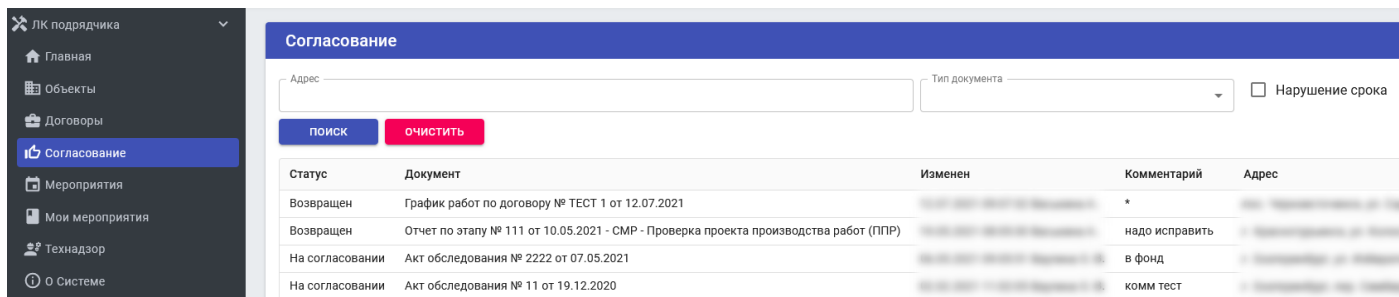 ЛК подрядчика
Главная
Объекты
Договоры
Согласование
Мероприятия
Мои мероприятия
Технадзор
О Системе
Согласование
Адрес
Тип документа
Нарушение срока
ПОИСК ОЧИСТИТЬ
Статус Документ Изменен Комментарий Адрес
Возвращен График работ по договору № ТЕСТ 1 от 12.07.2021 *
Возвращен Отчет по этапу № 111 от 10.05.2021 - СМР - Проверка проекта производства работ (ППР) надо исправить
На согласовании Акт обследования № 2222 от 07.05.2021 в фонд
На согласовании Акт обследования № 11 от 19.12.2020 комм тест